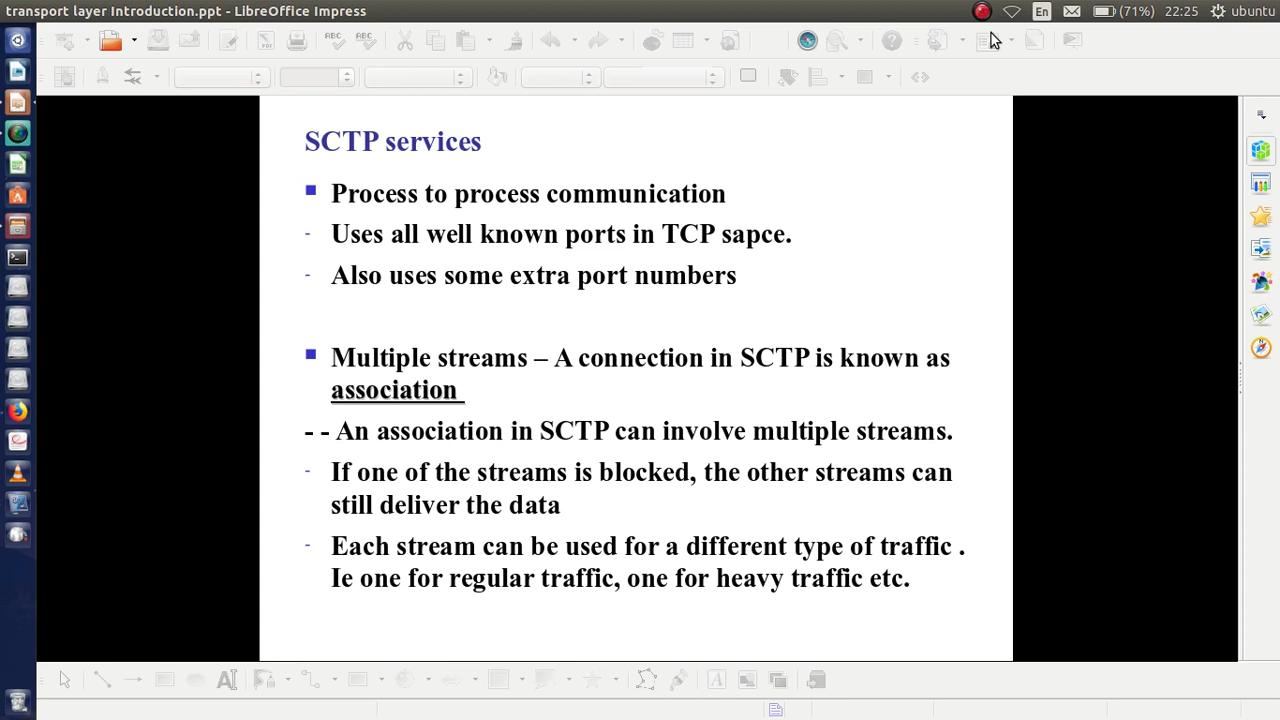 transport layer Introduction.ppt - LibreOffice Impress
En
(71%)
22:25
ubuntu
SCTP services
Process to process communication
- Uses all well known ports in TCP sapce.
- Also uses some extra port numbers
Multiple streams – A connection in SCTP is known as
association
- - An association in SCTP can involve multiple streams.
- If one of the streams is blocked, the other streams can
still deliver the data
- Each stream can be used for a different type of traffic .
Ie one for regular traffic, one for heavy traffic etc.